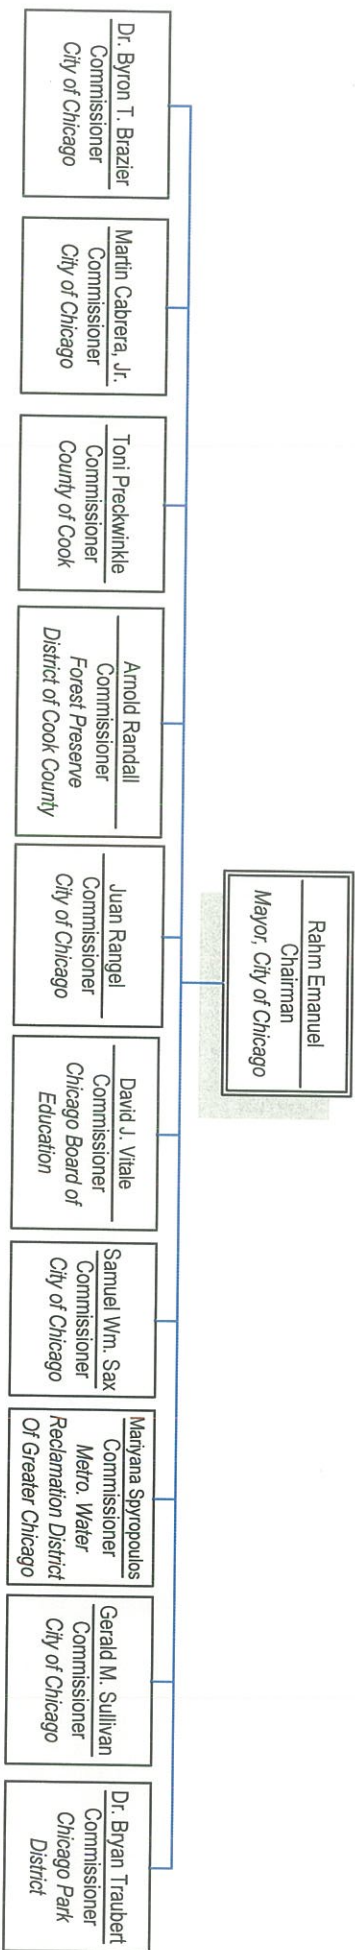 Rahm Emanuel
Chairman
Mayor, City of Chicago
Dr. Byron T. Brazier
Commissioner
City of Chicago
Martin Cabrera, Jr.
Commissioner
City of Chicago
Toni Preckwinkle
Commissioner
County of Cook
Arnold Randall
Commissioner
Forest Preserve
District of Cook County
Juan Rangel
Commissioner
City of Chicago
David J. Vitale
Commissioner
Chicago Board of
Education
Samuel Wm. Sax
Commissioner
City of Chicago
Mariyana Spyropoulos
Commissioner
Metro. Water
Reclamation District
Of Greater Chicago
Gerald M. Sullivan
Commissioner
City of Chicago
Dr. Bryan Traubert
Commissioner
Chicago Park
District